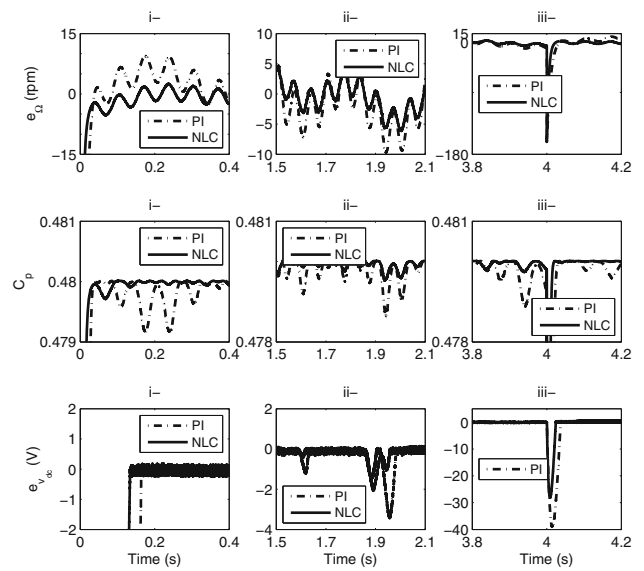 i-
ii-
iii-
15
0
−15
e_Ω (rpm)
PI
NLC
0
0.2
0.4
5
0
−5
−10
PI
NLC
1.5
1.7
1.9
2.1
15
0
−180
PI
NLC
3.8
4
4.2
i-
ii-
iii-
0.481
0.48
0.479
C_p
PI
NLC
0
0.2
0.4
0.481
0.478
PI
NLC
1.5
1.7
1.9
2.1
0.481
0.478
PI
NLC
3.8
4
4.2
i-
ii-
iii-
2
1
0
−1
−2
e_v_dc (V)
PI
NLC
0
0.2
0.4
Time (s)
2
0
−2
−4
PI
NLC
1.5
1.7
1.9
2.1
Time (s)
0
−10
−20
−30
−40
PI
3.8
4
4.2
Time (s)